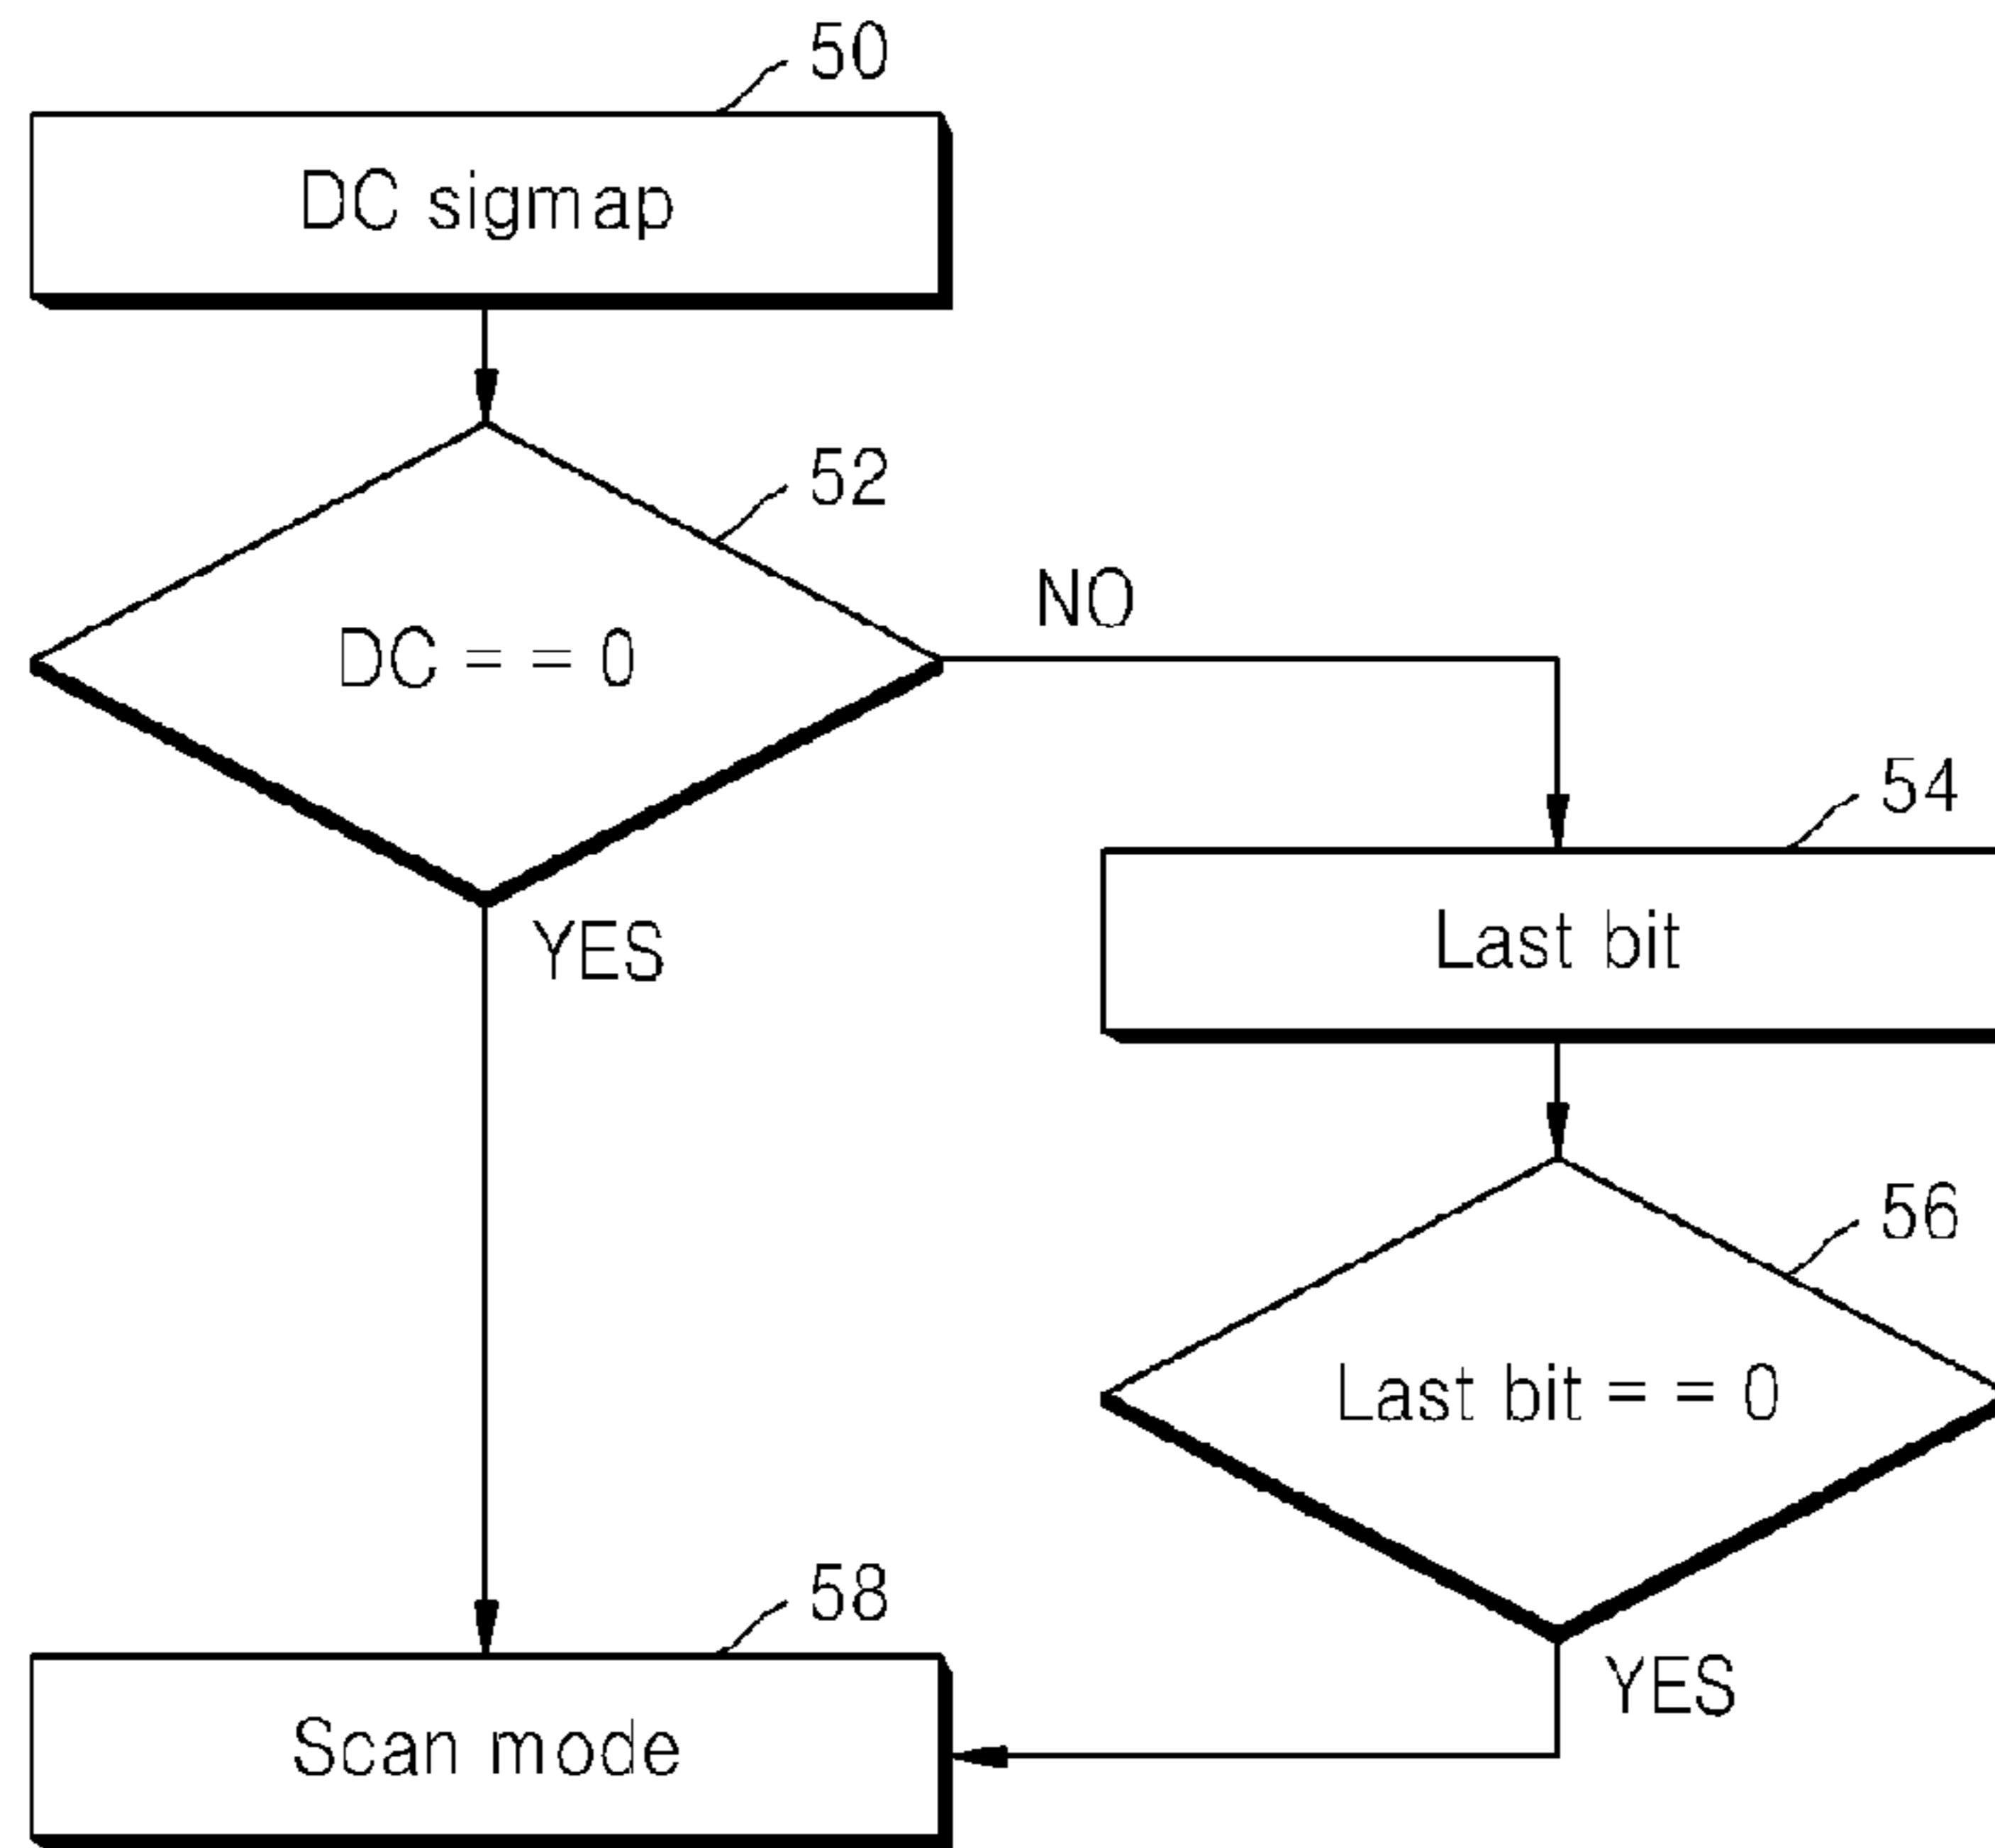 50
DC sigmap
52
DC = = 0
NO
YES
54
Last bit
56
Last bit = = 0
YES
58
Scan mode